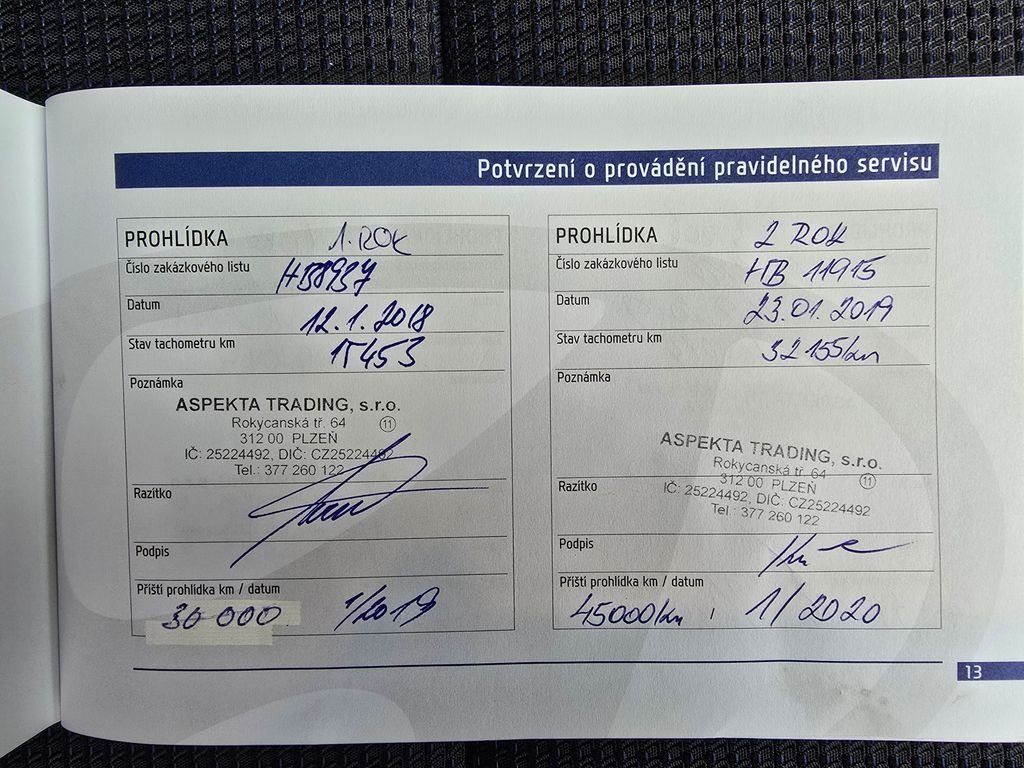 Potvrzení o provádění pravidelného servisu
PROHLÍDKA 1. ROK
Číslo zakázkového listu HB8937
Datum 12.1.2018
Stav tachometru km 15453
Poznámka
ASPEKTA TRADING, s.r.o.
Rokycanská tř. 64 11
312 00 PLZEŇ
IČ: 25224492, DIČ: CZ25224492
Tel.: 377 260 122
Razítko
Podpis
Příští prohlídka km / datum
30 000 1/2019
PROHLÍDKA 2 ROK
Číslo zakázkového listu HB 11915
Datum 23.01.2019
Stav tachometru km 32 155km
Poznámka
ASPEKTA TRADING, s.r.o.
Rokycanská tř. 64 11
312 00 PLZEŇ
Razítko
IČ: 25224492, DIČ: CZ25224492
Tel.: 377 260 122
Podpis
Příští prohlídka km / datum
45000km 1/2020
13